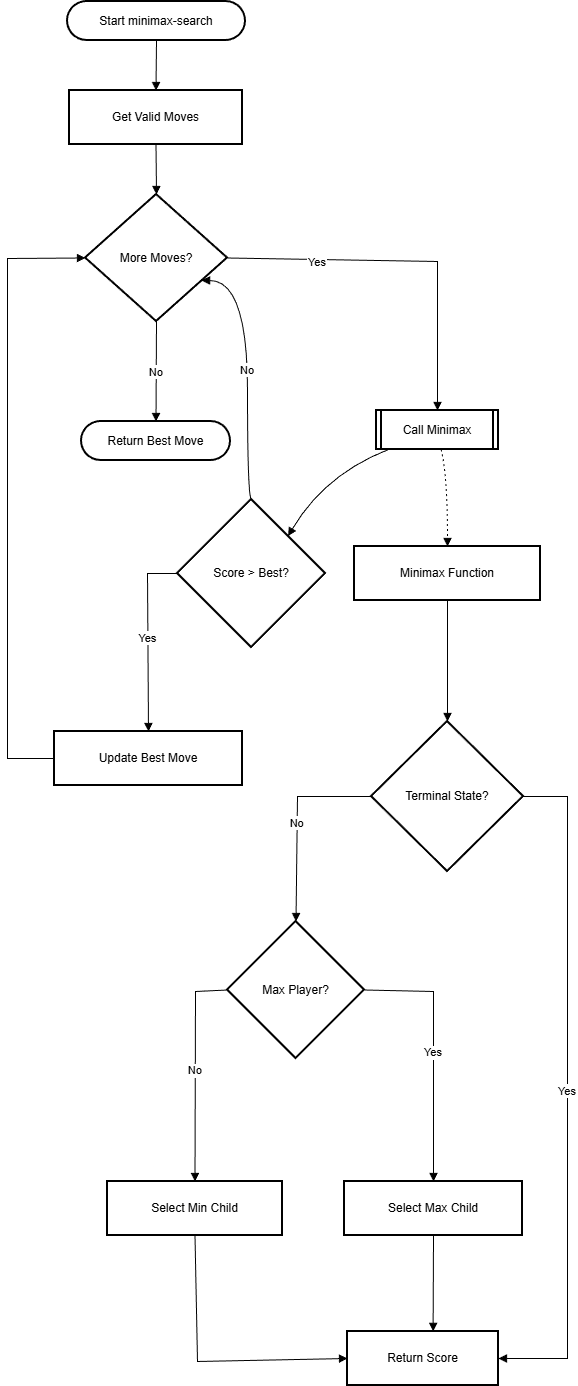 Start minimax-search
Get Valid Moves
More Moves?
Yes
No
No
Return Best Move
Call Minimax
Score > Best?
Minimax Function
Yes
Update Best Move
Terminal State?
No
Max Player?
Yes
No
Yes
Select Min Child
Select Max Child
Return Score